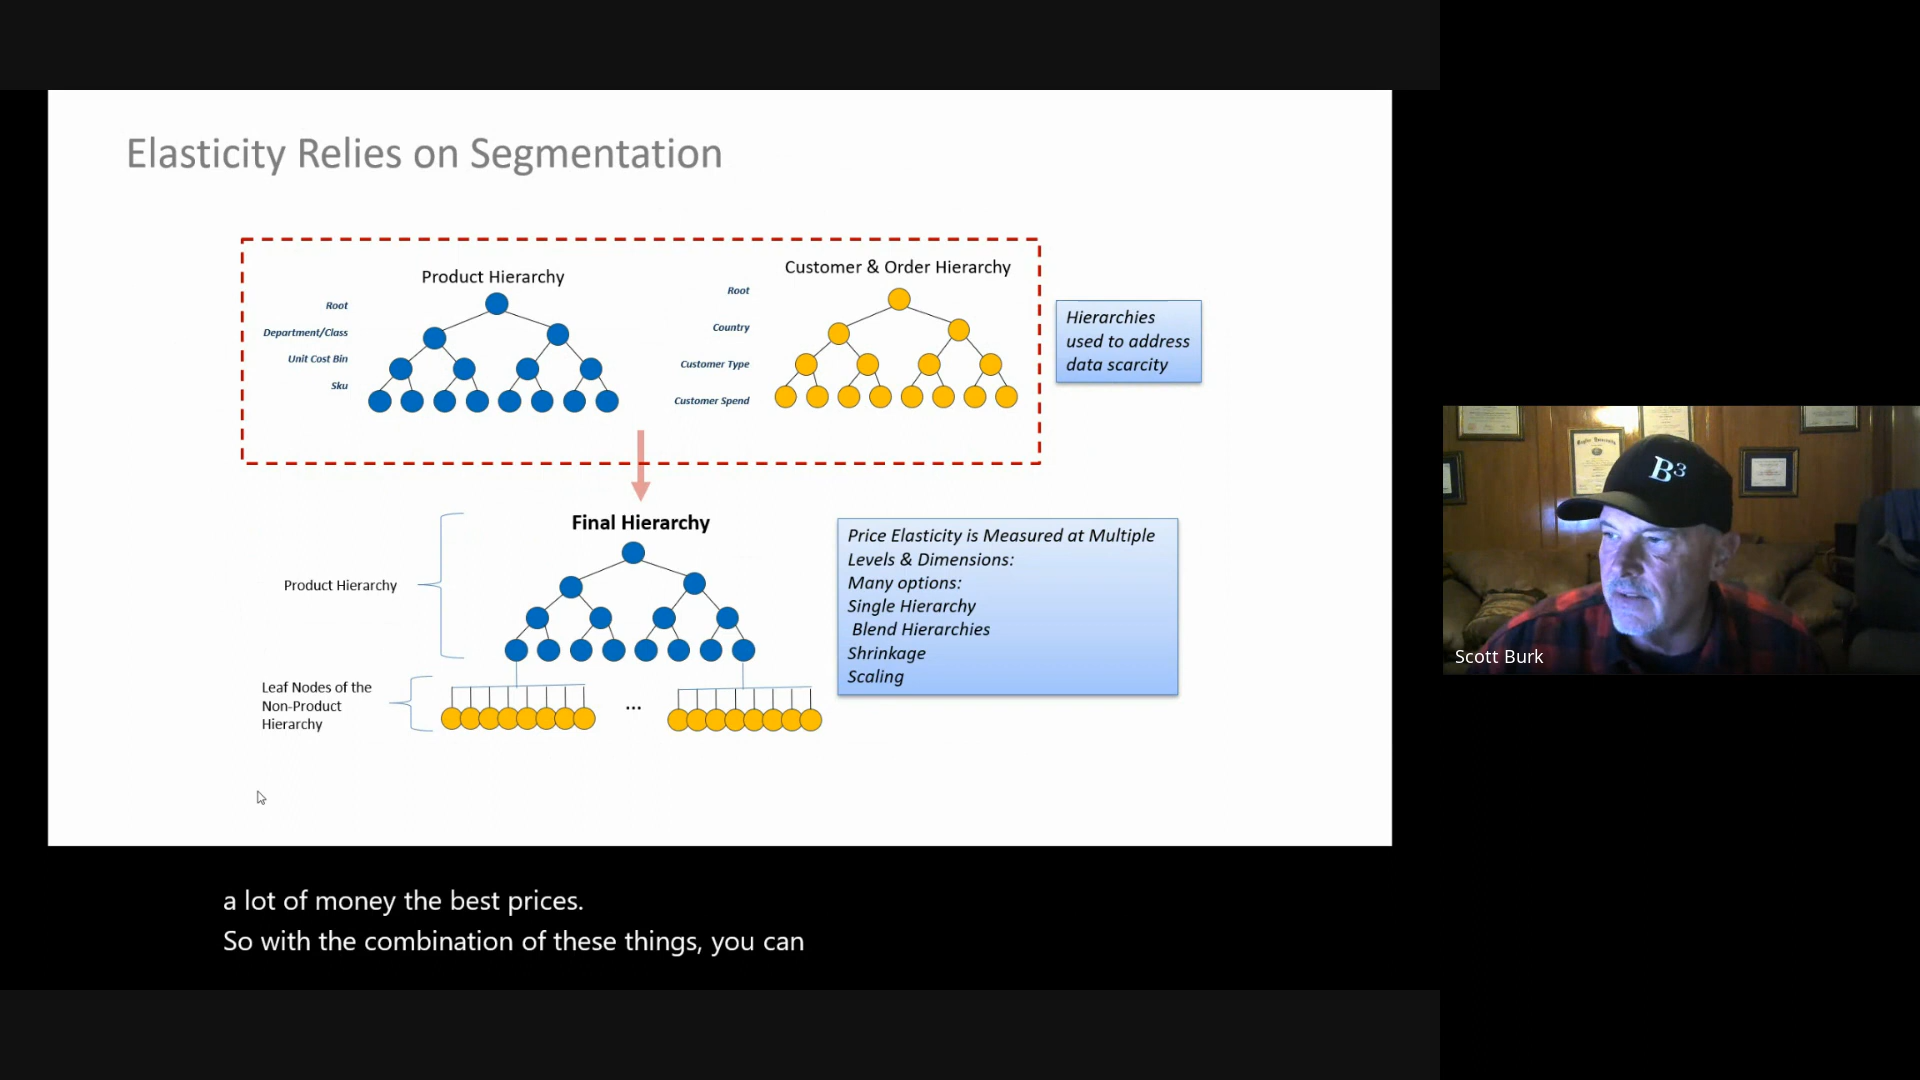 Elasticity Relies on Segmentation
Product Hierarchy
Root
Department/Class
Unit Cost Bin
Sku
Customer & Order Hierarchy
Root
Country
Customer Type
Customer Spend
Hierarchies
used to address
data scarcity
Final Hierarchy
Product Hierarchy
Leaf Nodes of the
Non-Product
Hierarchy
...
Price Elasticity is Measured at Multiple
Levels & Dimensions:
Many options:
Single Hierarchy
Blend Hierarchies
Shrinkage
Scaling
B³
Scott Burk
a lot of money the best prices.
So with the combination of these things, you can